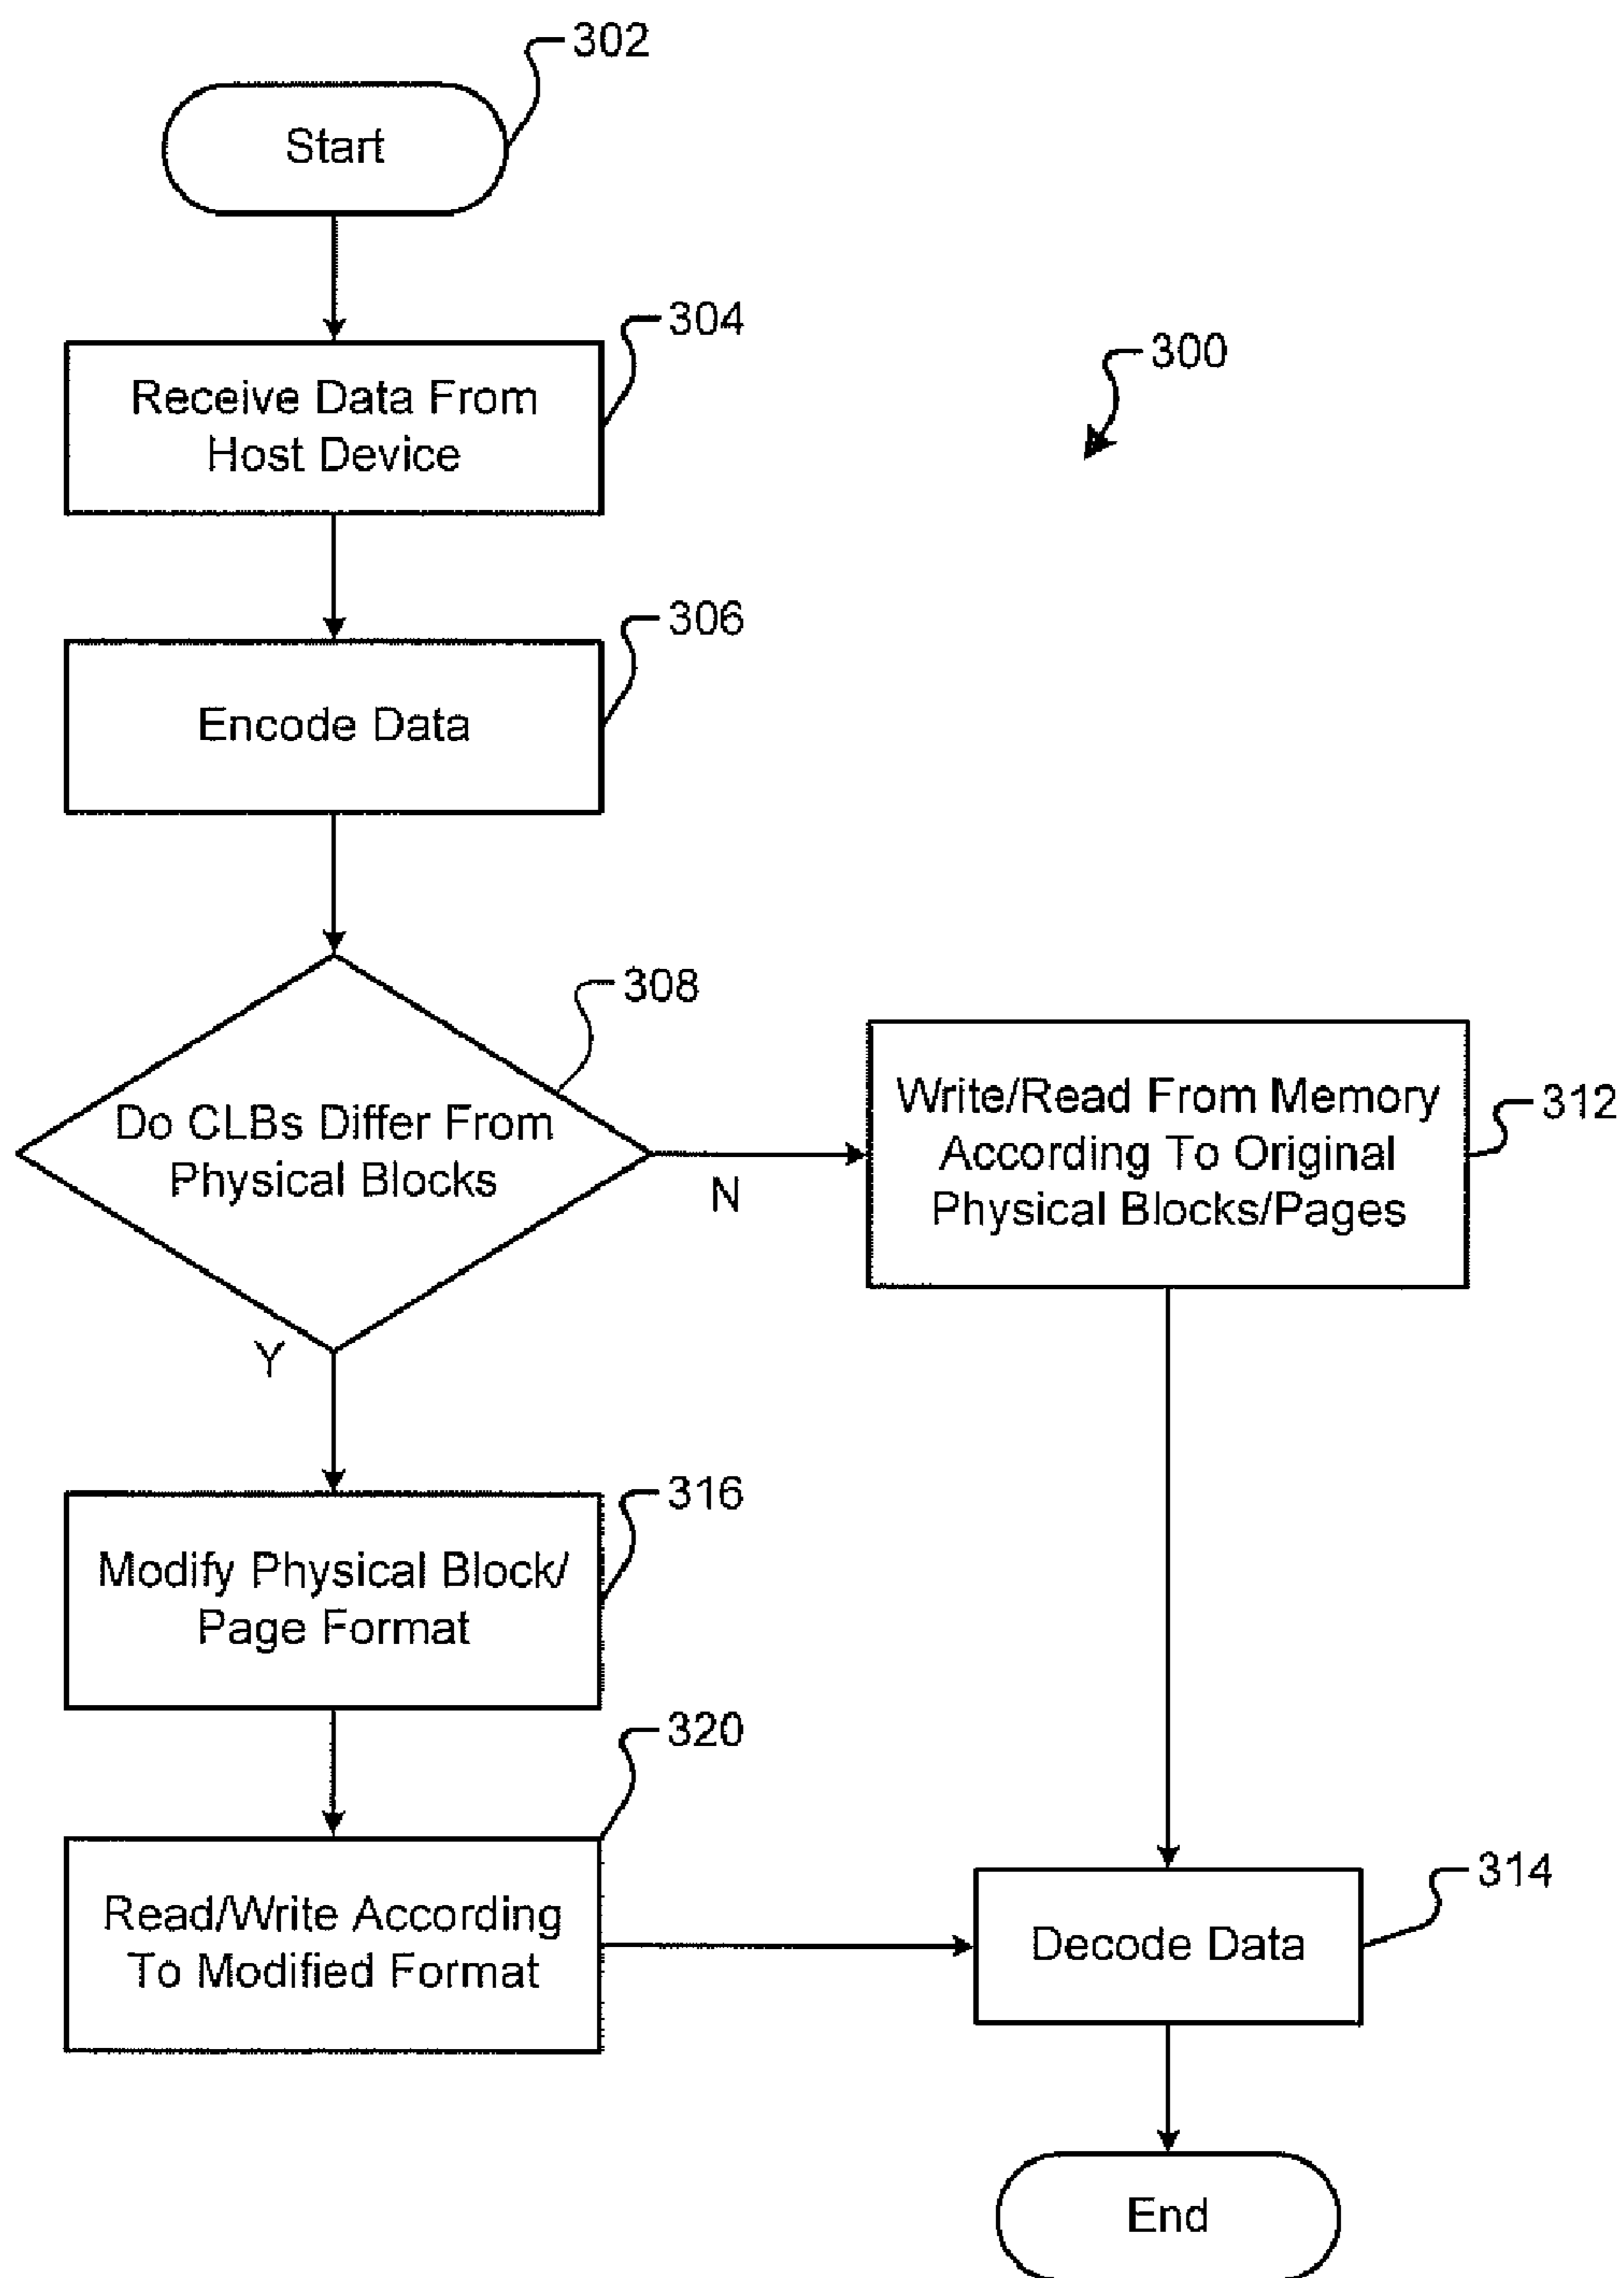 302
Start
304
Receive Data From
Host Device
300
306
Encode Data
308
Do CLBs Differ From
Physical Blocks
N
Y
Write/Read From Memory
According To Original
Physical Blocks/Pages
312
316
Modify Physical Block/
Page Format
320
Read/Write According
To Modified Format
314
Decode Data
End